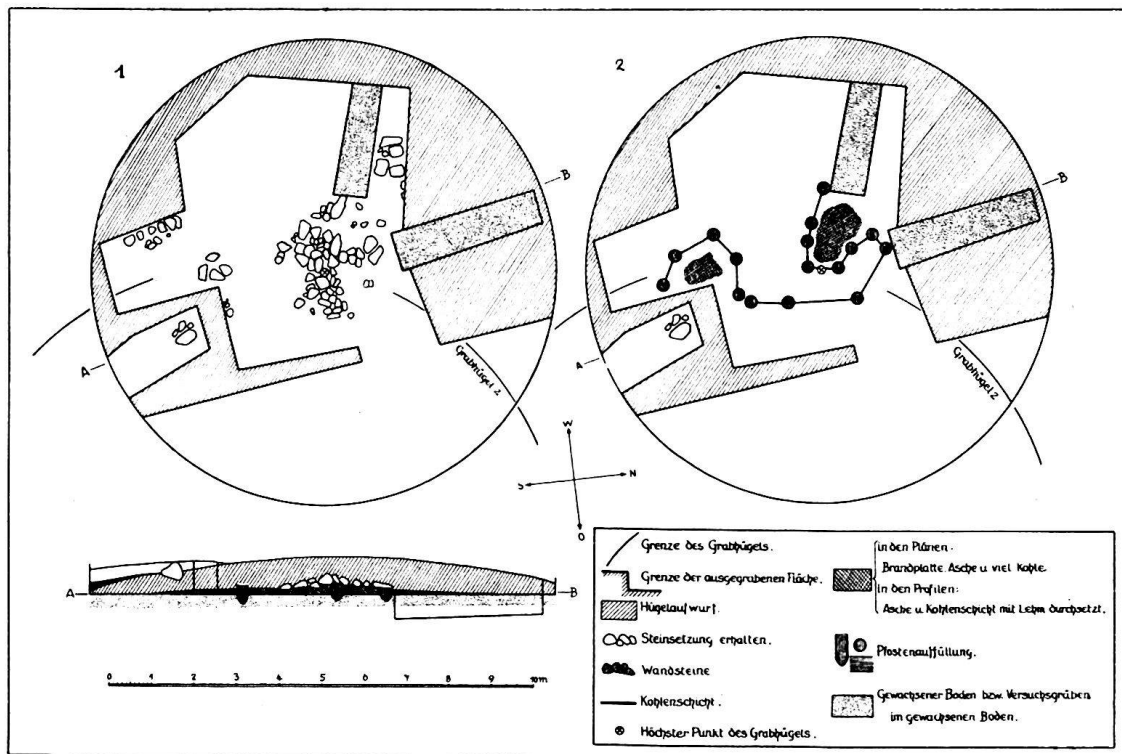 1
2
B
B
A
A
Grabhügel 2
Grabhügel 2
W
S
N
O
A
B
0 1 2 3 4 5 6 7 8 9 10m
Grenze des Grabhügels.
Grenze der ausgegrabenen Fläche.
Hügelaufwurf.
Steinsetzung erhalten.
Wandsteine
Kohlenschicht.
Höchster Punkt des Grabhügels.
in den Plänen:
Brandplatte. Asche u viel Kohle.
in den Profilen:
Asche u. Kohlenschicht mit Lehm durchsetzt.
Pfostenauffüllung.
Gewachsener Boden bzw. Versuchsgräben
im gewachsenen Boden.